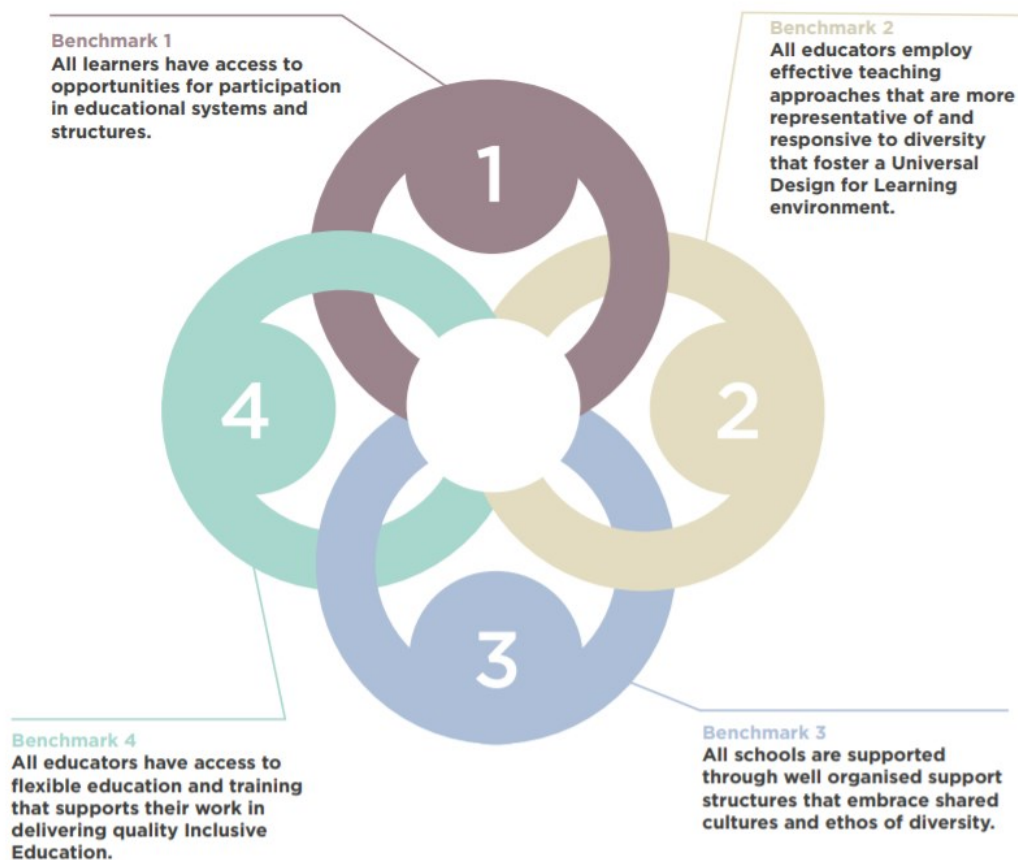 Benchmark 1
All learners have access to
opportunities for participation
in educational systems and
structures.
Benchmark 2
All educators employ
effective teaching
approaches that are more
representative of and
responsive to diversity
that foster a Universal
Design for Learning
environment.
1
4
2
3
Benchmark 4
All educators have access to
flexible education and training
that supports their work in
delivering quality Inclusive
Education.
Benchmark 3
All schools are supported
through well organised support
structures that embrace shared
cultures and ethos of diversity.